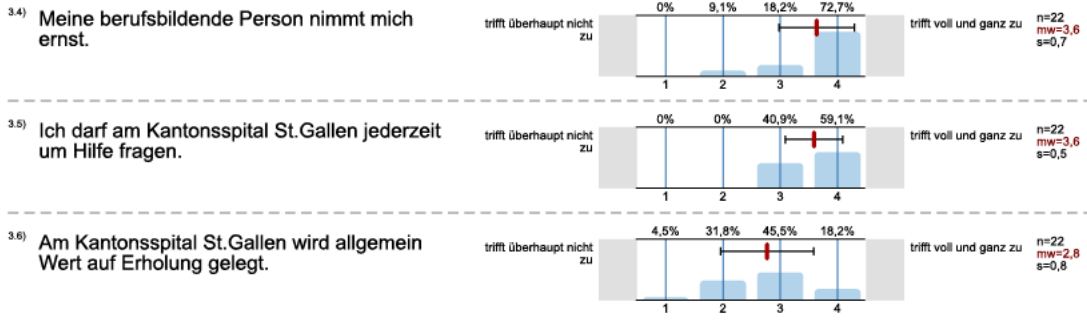 3.4) Meine berufsbildende Person nimmt mich
ernst.
trifft überhaupt nicht
zu
0% 9,1% 18,2% 72,7%
1 2 3 4
trifft voll und ganz zu
n=22
mw=3,6
s=0,7
3.5) Ich darf am Kantonsspital St.Gallen jederzeit
um Hilfe fragen.
trifft überhaupt nicht
zu
0% 0% 40,9% 59,1%
1 2 3 4
trifft voll und ganz zu
n=22
mw=3,6
s=0,5
3.6) Am Kantonsspital St.Gallen wird allgemein
Wert auf Erholung gelegt.
trifft überhaupt nicht
zu
4,5% 31,8% 45,5% 18,2%
1 2 3 4
trifft voll und ganz zu
n=22
mw=2,8
s=0,8